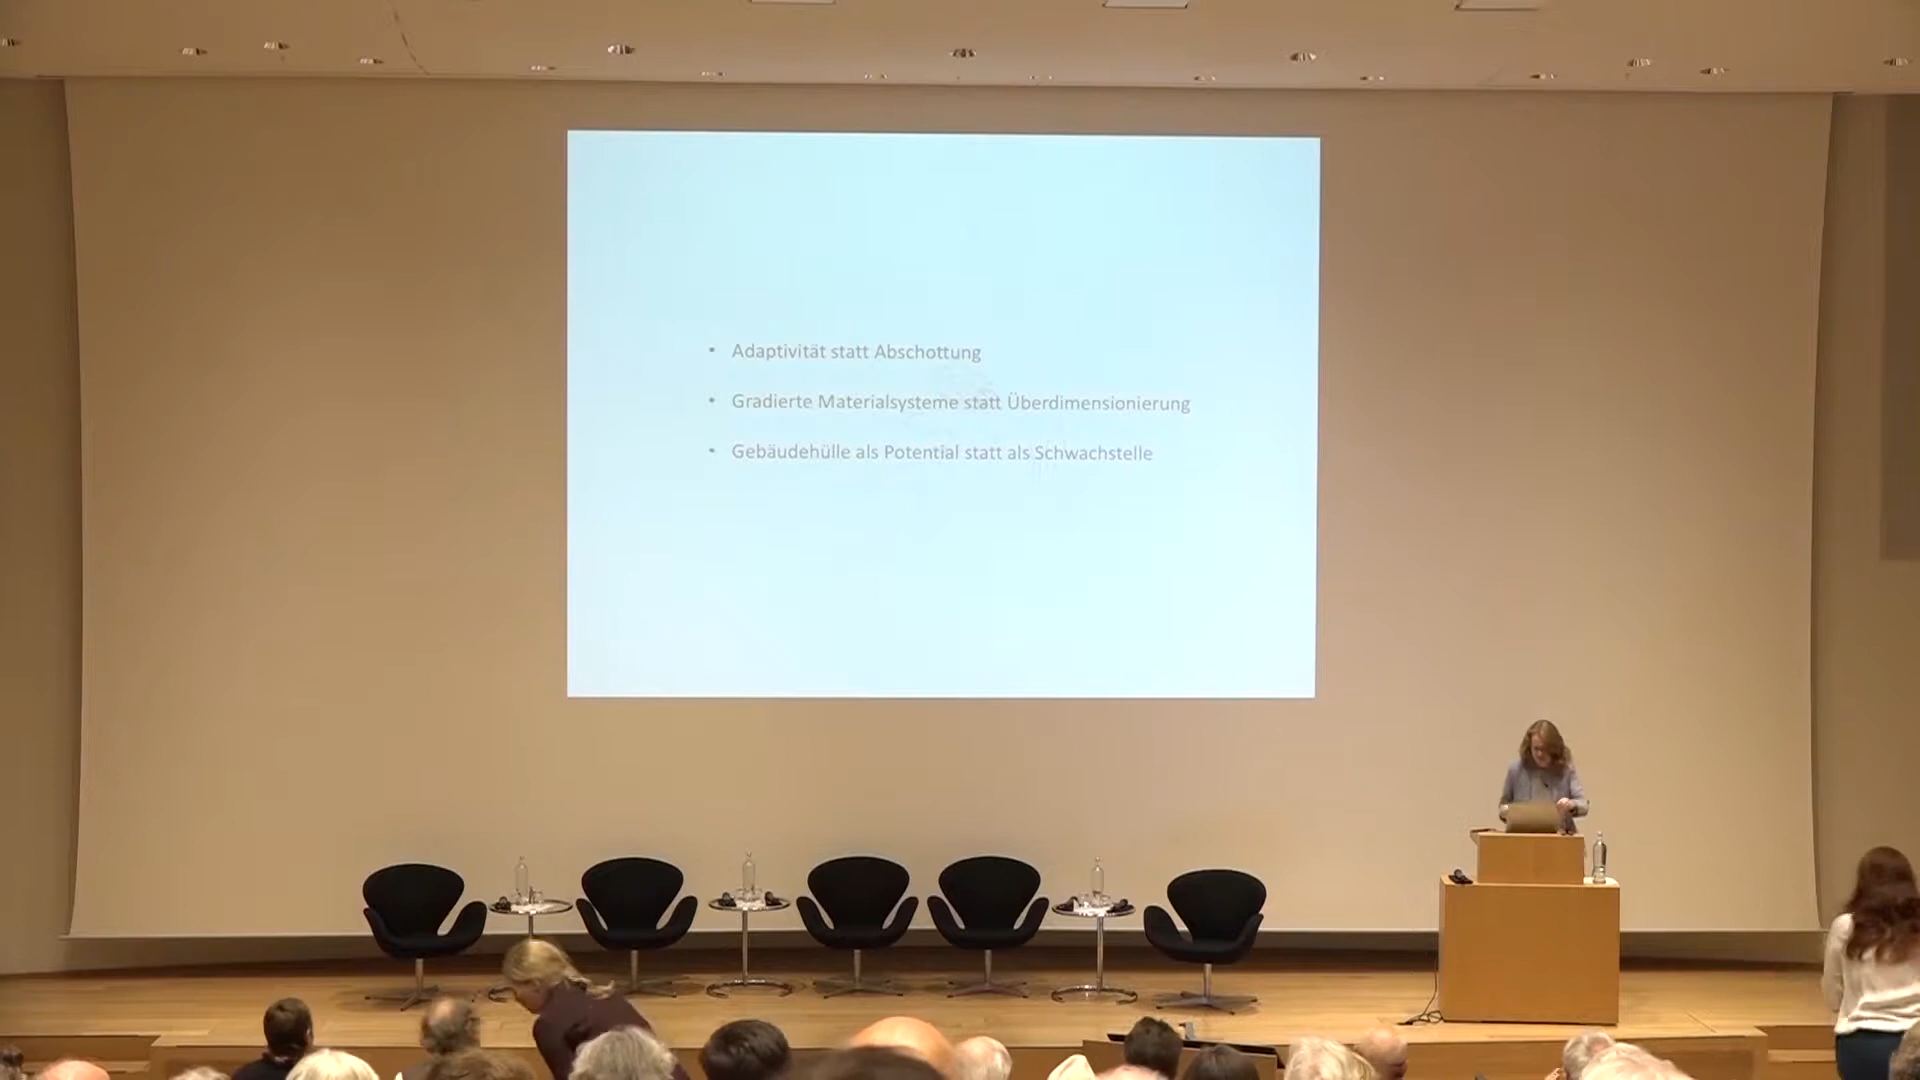 • Adaptivität statt Abschottung
• Gradierte Materialsysteme statt Überdimensionierung
• Gebäudehülle als Potential statt als Schwachstelle